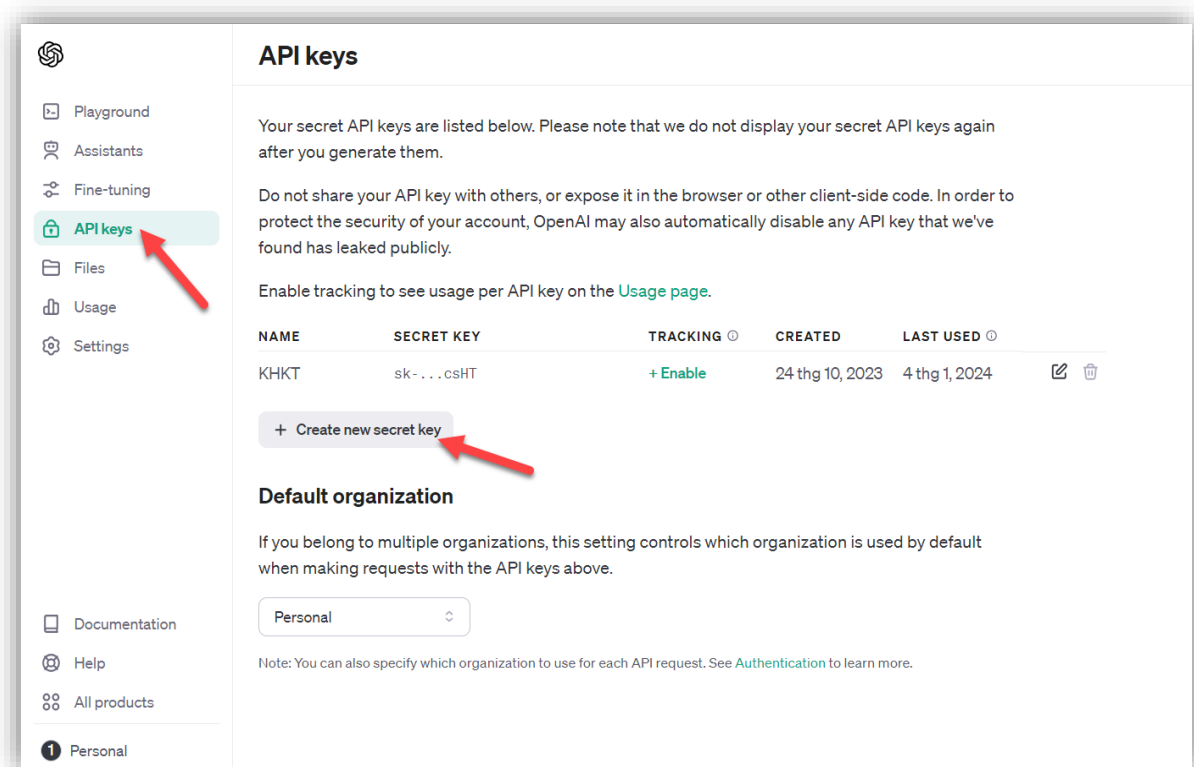 API keys
Playground
Assistants
Fine-tuning
API keys
Files
Usage
Settings
Your secret API keys are listed below. Please note that we do not display your secret API keys again
after you generate them.
Do not share your API key with others, or expose it in the browser or other client-side code. In order to
protect the security of your account, OpenAI may also automatically disable any API key that we've
found has leaked publicly.
Enable tracking to see usage per API key on the Usage page.
NAME SECRET KEY TRACKING CREATED LAST USED
KHKT sk-...csHT + Enable 24 thg 10, 2023 4 thg 1, 2024
+ Create new secret key
Default organization
If you belong to multiple organizations, this setting controls which organization is used by default
when making requests with the API keys above.
Personal
Note: You can also specify which organization to use for each API request. See Authentication to learn more.
Documentation
Help
All products
1 Personal